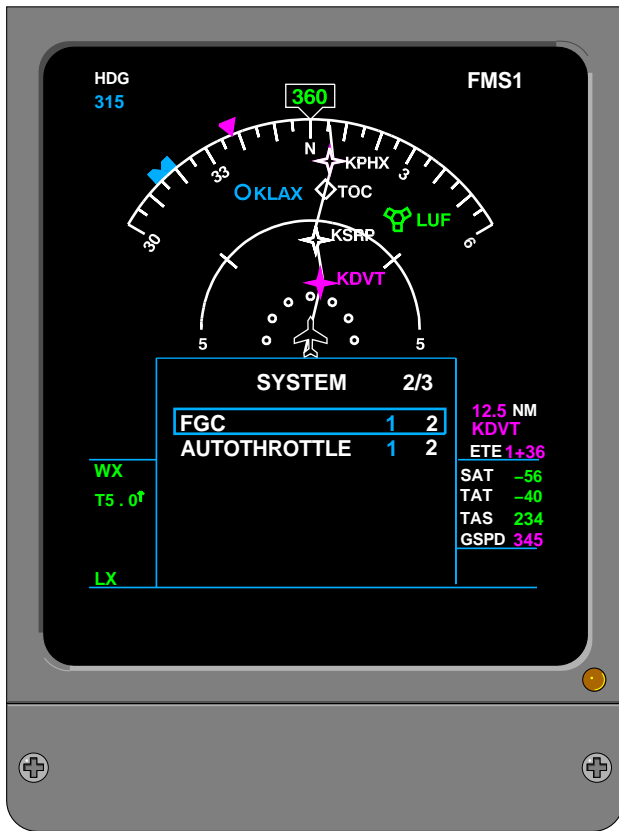 HDG
315
FMS1
360
N
33
3
30
6
KPHX
KLAX
TOC
LUF
KSRP
KDVT
5
5
SYSTEM 2/3
FGC 1 2
AUTOTHROTTLE 1 2
12.5 NM
KDVT
ETE 1+36
WX
T5 . 0
LX
SAT –56
TAT –40
TAS 234
GSPD 345